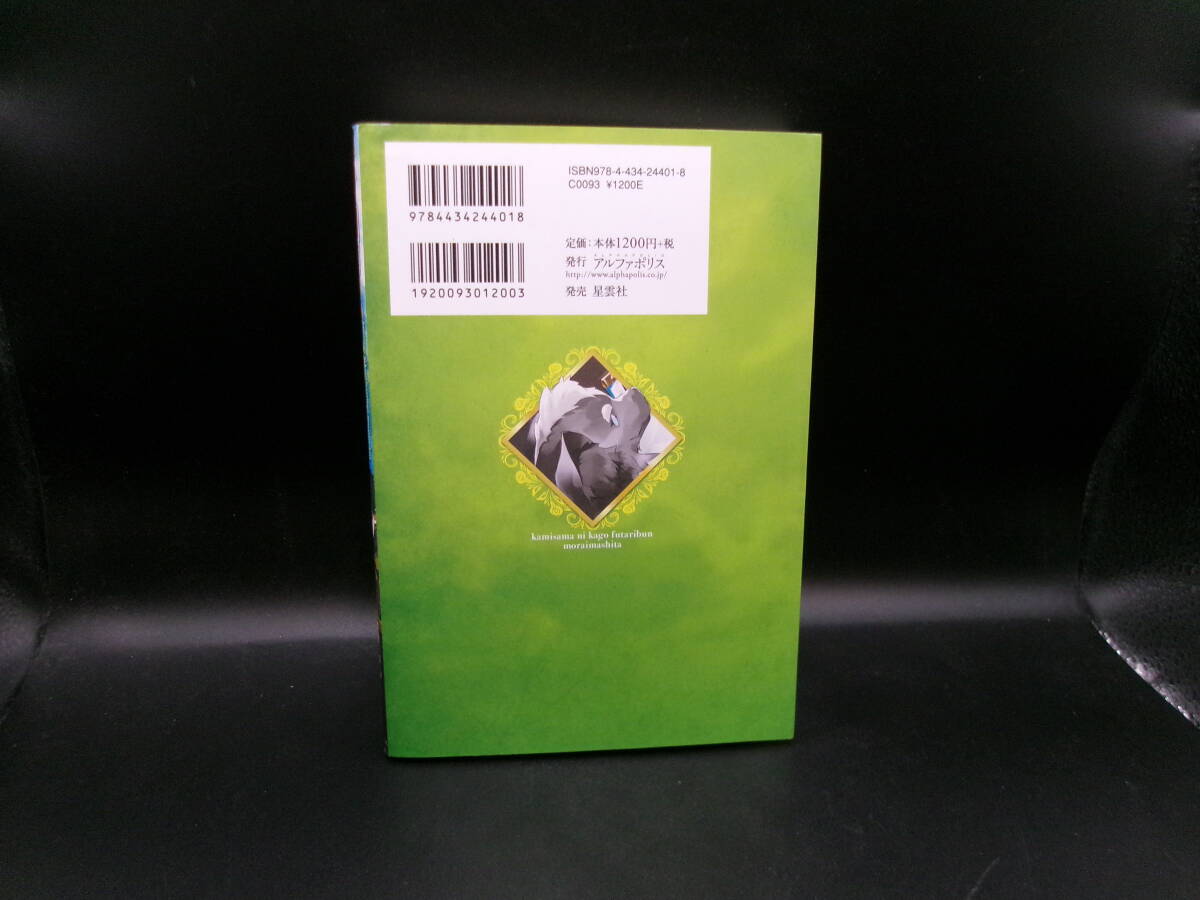 ISBN978-4-434-24401-8
C0093 ¥1200E
9784434244018
定価：本体1200円+税
発行 アルファポリス
http://www.alphapolis.co.jp/
発売 星雲社
1920093012003
kamisama ni kago futaribun
moraimashita